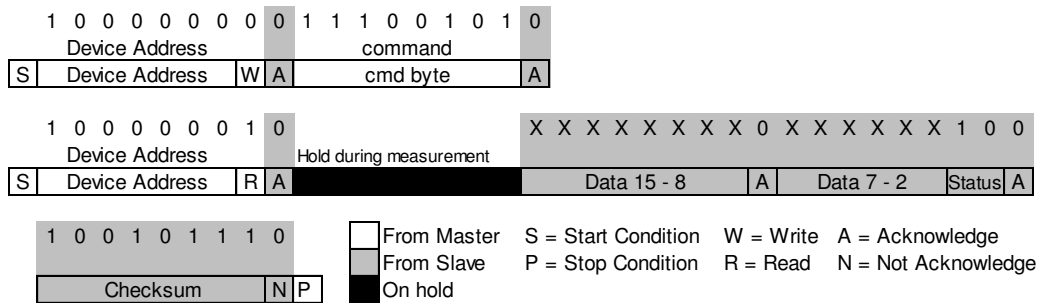 1 0 0 0 0 0 0 0 0 1 1 1 0 0 1 0 1 0
Device Address command
S Device Address W A cmd byte A
1 0 0 0 0 0 0 1 0 X X X X X X X X 0 X X X X X X 1 0 0
Device Address Hold during measurement
S Device Address R A Data 15 - 8 A Data 7 - 2 Status A
1 0 0 1 0 1 1 1 0 From Master S = Start Condition W = Write A = Acknowledge
From Slave P = Stop Condition R = Read N = Not Acknowledge
Checksum N P On hold